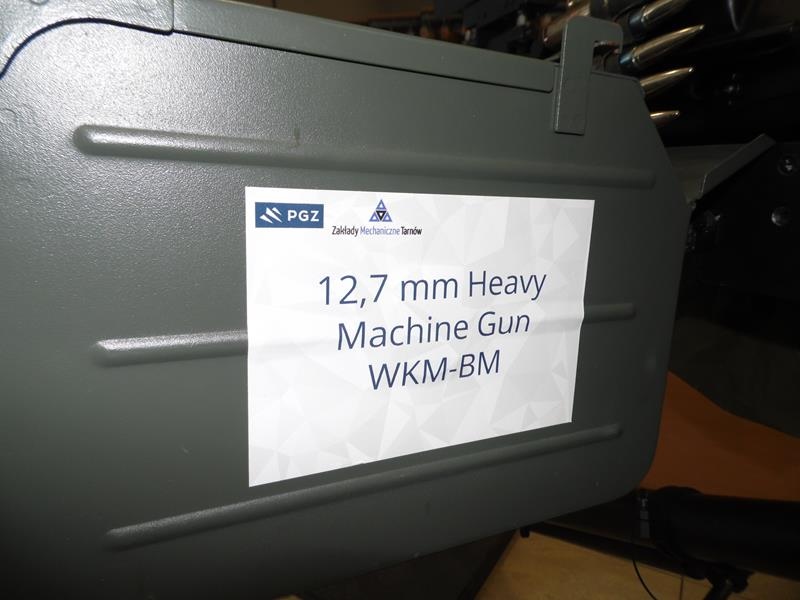 PGZ
Zakłady Mechaniczne Tarnów
12,7 mm Heavy
Machine Gun
WKM-BM